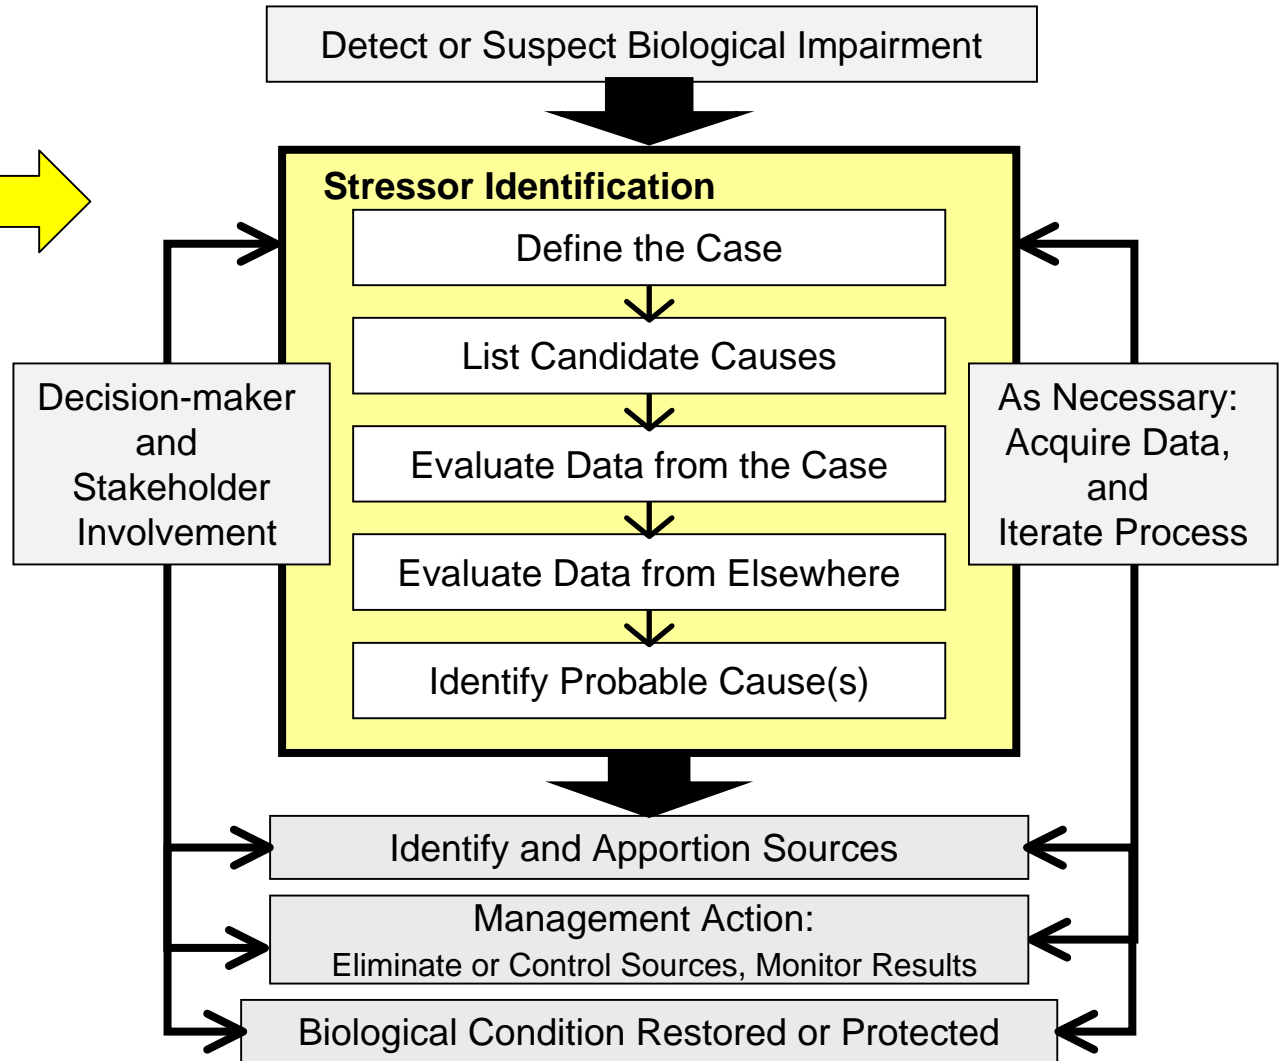 Detect or Suspect Biological Impairment
Stressor Identification
Define the Case
List Candidate Causes
Evaluate Data from the Case
Evaluate Data from Elsewhere
Identify Probable Cause(s)
Decision-maker
and
Stakeholder
Involvement
As Necessary:
Acquire Data,
and
Iterate Process
Identify and Apportion Sources
Management Action:
Eliminate or Control Sources, Monitor Results
Biological Condition Restored or Protected